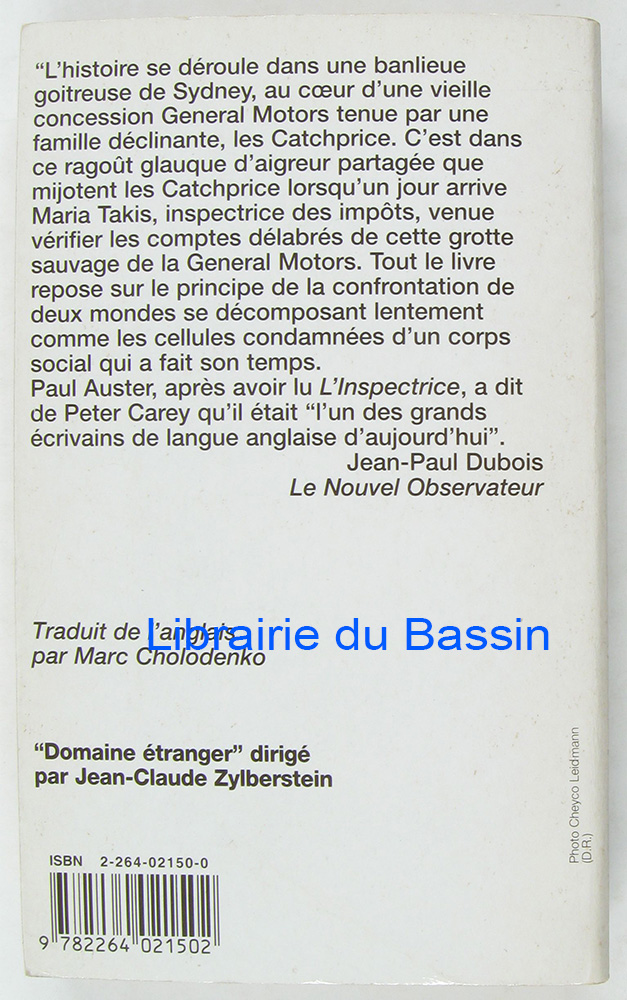 “L’histoire se déroule dans une banlieue
goitreuse de Sydney, au cœur d’une vieille
concession General Motors tenue par une
famille déclinante, les Catchprice. C’est dans
ce ragoût glauque d’aigreur partagée que
mijotent les Catchprice lorsqu’un jour arrive
Maria Takis, inspectrice des impôts, venue
vérifier les comptes délabrés de cette grotte
sauvage de la General Motors. Tout le livre
repose sur le principe de la confrontation de
deux mondes se décomposant lentement
comme les cellules condamnées d’un corps
social qui a fait son temps.
Paul Auster, après avoir lu L’Inspectrice, a dit
de Peter Carey qu’il était “l’un des grands
écrivains de langue anglaise d’aujourd’hui”.
Jean-Paul Dubois
Le Nouvel Observateur
Traduit de l’anglais
par Marc Cholodenko
Librairie du Bassin
“Domaine étranger” dirigé
par Jean-Claude Zylberstein
Photo Cheyco Leidmann
(D.R.)
ISBN 2-264-02150-0
9 782264 021502